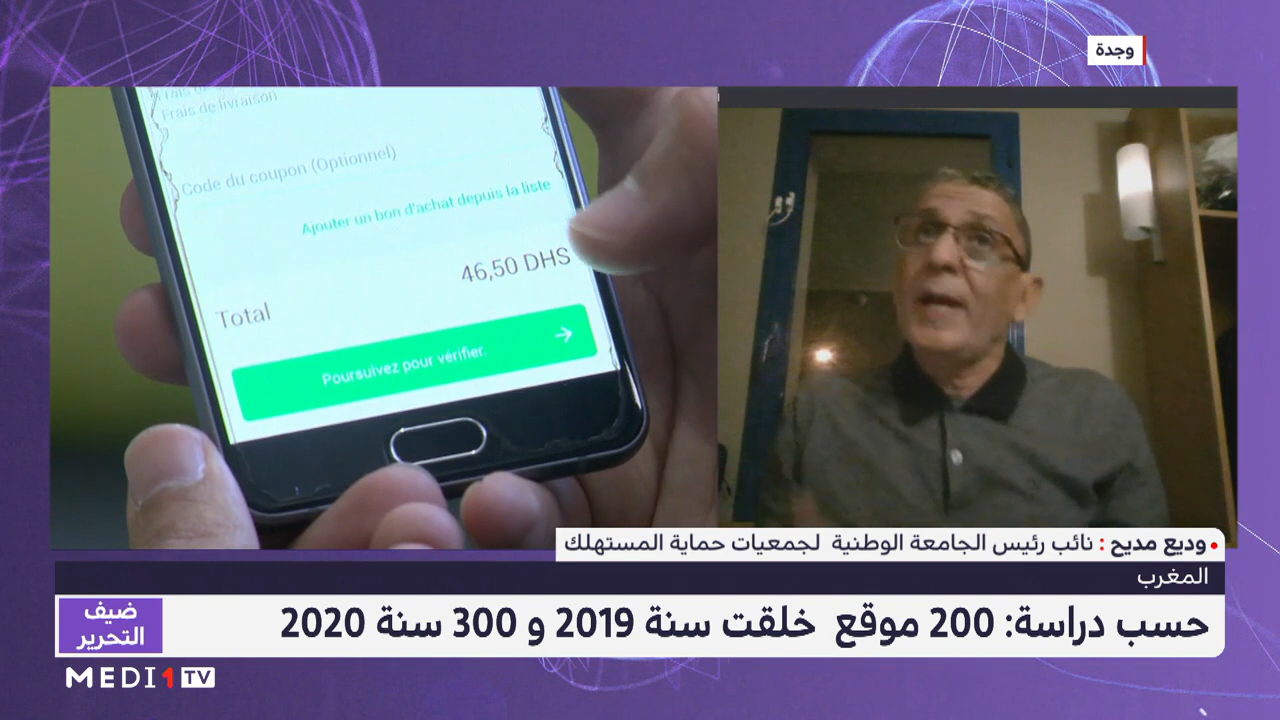 وجدة
Frais de livraison
Code du coupon (Optionnel)
Ajouter un bon d'achat depuis la liste
46,50 DHS
Total
Poursuivez pour vérifier.
• وديع مديح : نائب رئيس الجامعة الوطنية لجمعيات حماية المستهلك
المغرب
حسب دراسة: 200 موقع خلقت سنة 2019 و 300 سنة 2020
ضيف
التحرير
MEDI1 TV